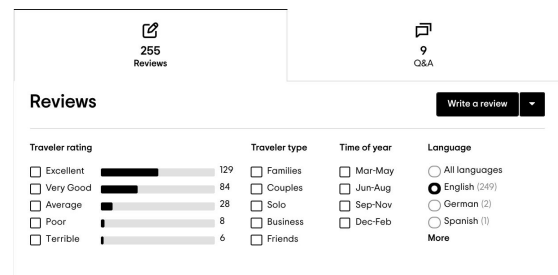 255
Reviews
9
Q&A
Reviews
Write a review
Traveler rating
Excellent 129
Very Good 84
Average 28
Poor 8
Terrible 6
Traveler type
Families
Couples
Solo
Business
Friends
Time of year
Mar-May
Jun-Aug
Sep-Nov
Dec-Feb
Language
All languages
English (249)
German (2)
Spanish (1)
More